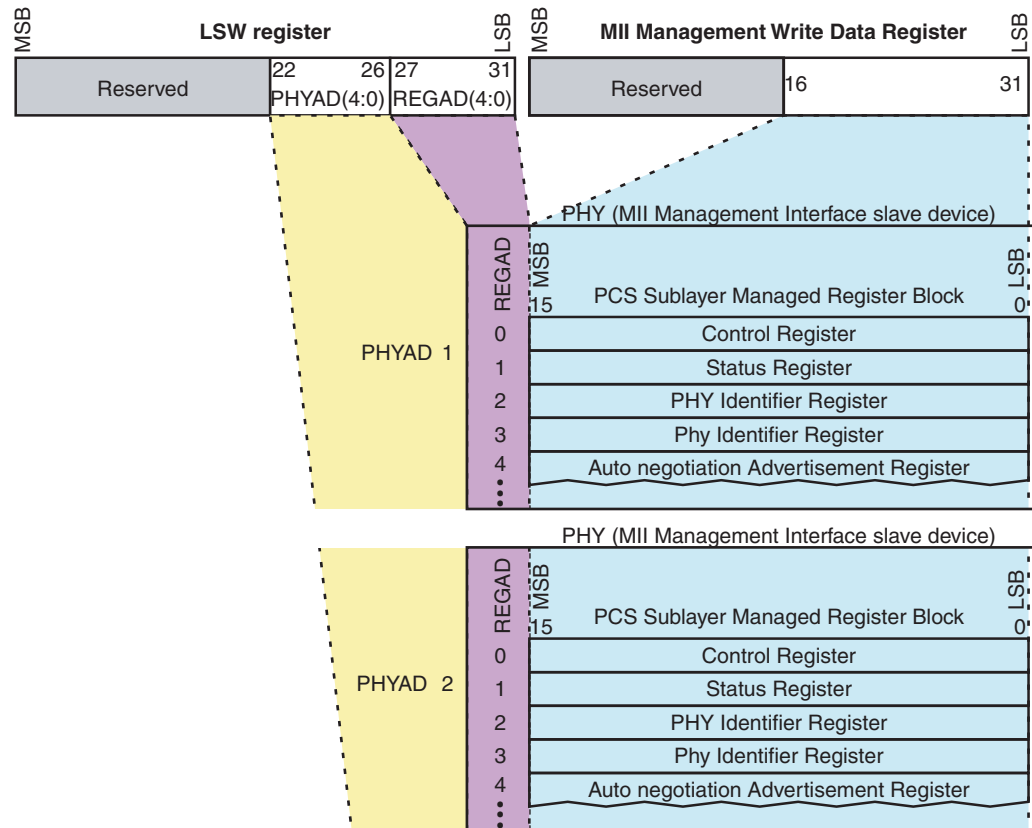 MSB
LSW register
LSB
MSB
MII Management Write Data Register
LSB
Reserved
22 26
PHYAD(4:0)
27 31
REGAD(4:0)
Reserved
16 31
PHY (MII Management Interface slave device)
REGAD
MSB
LSB
PCS Sublayer Managed Register Block
15 0
PHYAD 1
0 Control Register
1 Status Register
2 PHY Identifier Register
3 Phy Identifier Register
4 Auto negotiation Advertisement Register
PHY (MII Management Interface slave device)
REGAD
MSB
LSB
PCS Sublayer Managed Register Block
15 0
PHYAD 2
0 Control Register
1 Status Register
2 PHY Identifier Register
3 Phy Identifier Register
4 Auto negotiation Advertisement Register